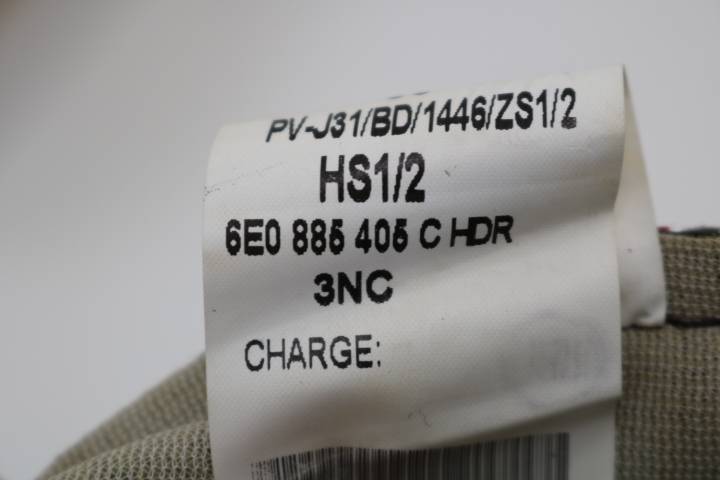 PV-J31/BD/1446/ZS1/2
HS1/2
6E0 885 405 C HDR
3NC
CHARGE: